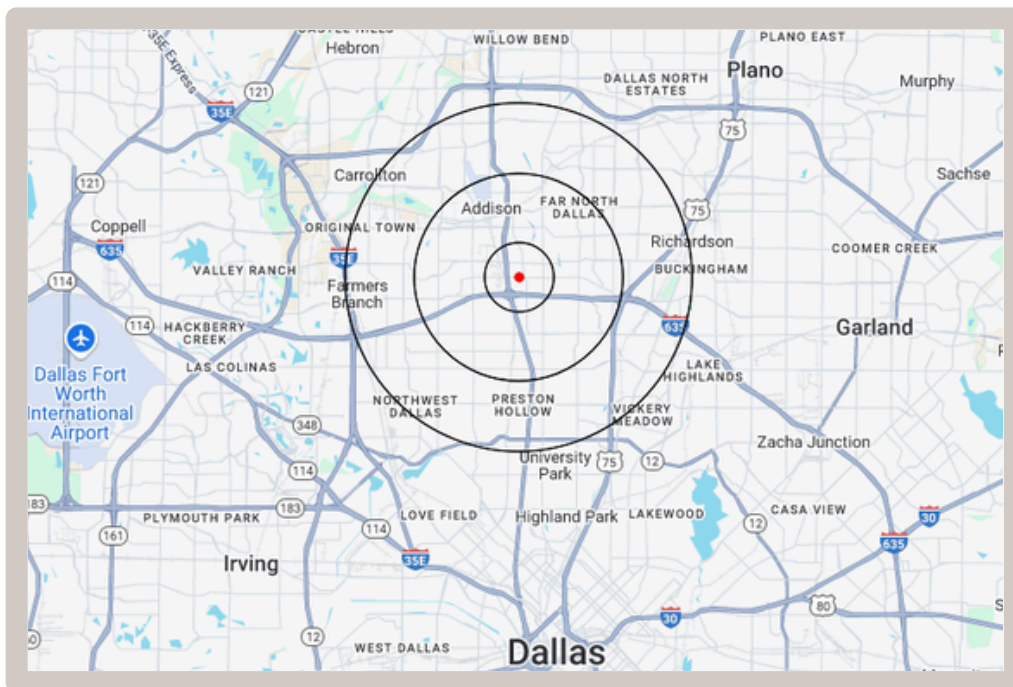 WILLOW BEND
PLANO EAST
Hebron
35E Express
Plano
DALLAS NORTH
ESTATES
Murphy
121
35E
75
Carrollton
Sachse
121
Addison
FAR NORTH
DALLAS
75
Coppell
ORIGINAL TOWN
Richardson
COOMER CREEK
635
35E
VALLEY RANCH
BUCKINGHAM
114
Farmers
Branch
114
HACKBERRY
CREEK
635
Garland
LAS COLINAS
LAKE
HIGHLANDS
Dallas Fort
Worth
International
Airport
NORTHWEST
DALLAS
PRESTON
HOLLOW
VICKERY
MEADOW
348
Zacha Junction
University
Park
75
12
114
183
183
PLYMOUTH PARK
LOVE FIELD
Highland Park
LAKEWOOD
CASA VIEW
12
30
114
161
635
Irving
35E
80
30
12
WEST DALLAS
Dallas